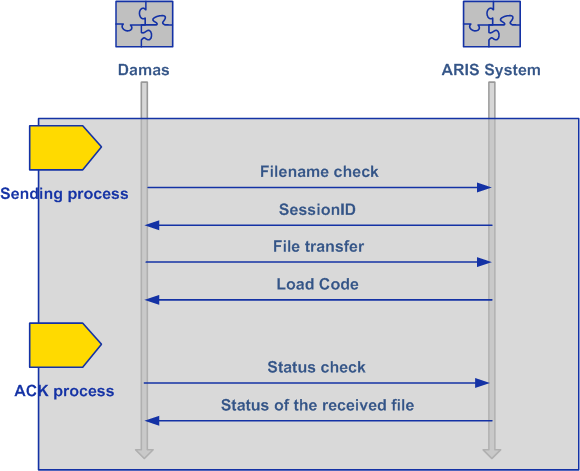 Damas
ARIS System
Sending process
Filename check
SessionID
File transfer
Load Code
ACK process
Status check
Status of the received file